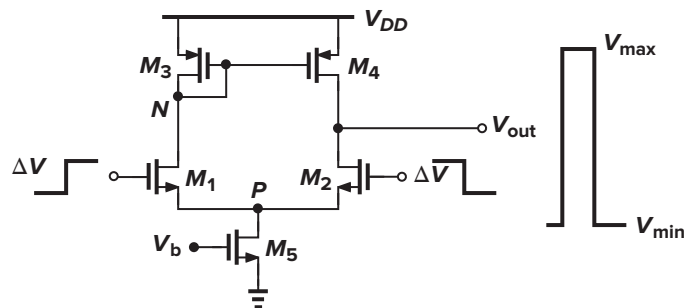 V_DD
M_3
M_4
V_max
N
V_out
ΔV
M_1
P
M_2
ΔV
V_min
V_b
M_5